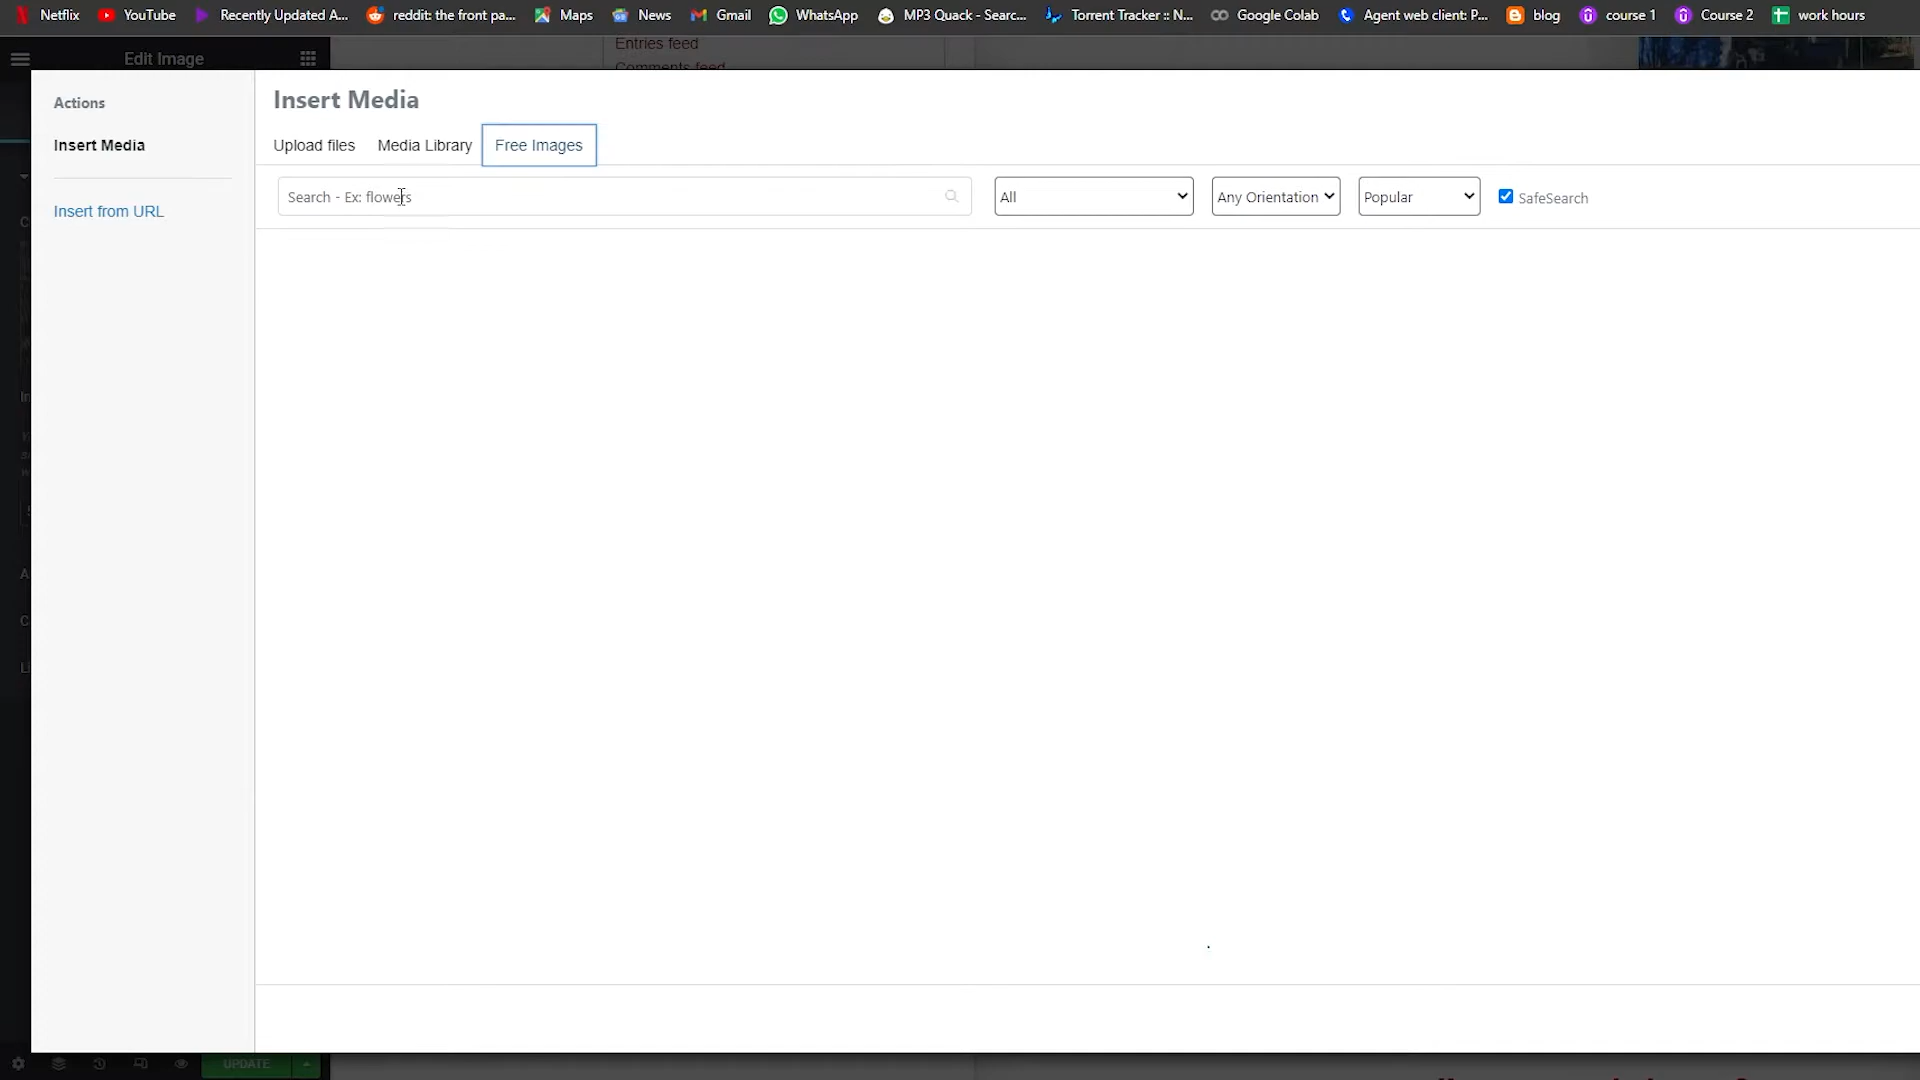 Netflix YouTube Recently Updated A... reddit: the front pa... Maps News Gmail WhatsApp MP3 Quack - Searc... Torrent Tracker :: N... Google Colab Agent web client: P... blog course 1 Course 2 work hours
Edit Image
Entries feed
Comments feed
Actions
Insert Media
Insert from URL
Insert Media
Upload files Media Library Free Images
Search - Ex: flowers All Any Orientation Popular SafeSearch
UPDATE